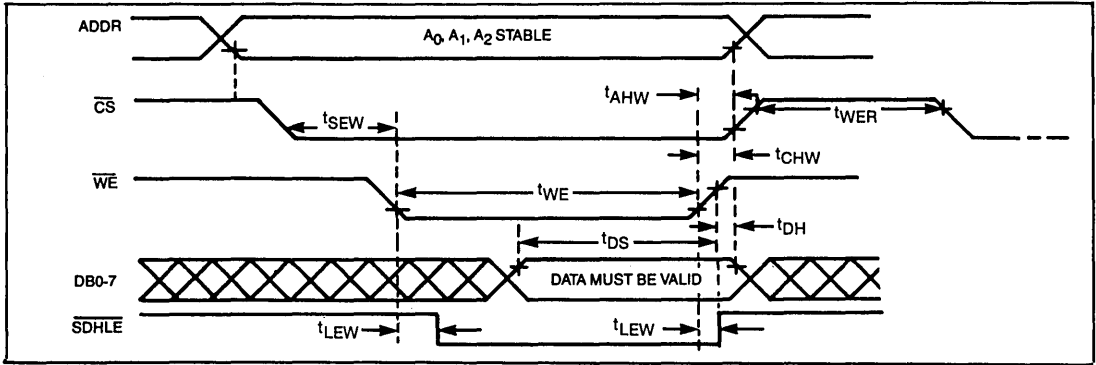 ADDR
A0, A1, A2 STABLE
CS
tAHW
tSEW
tWER
tCHW
WE
tWE
tDS
tDH
DB0-7
DATA MUST BE VALID
SDHLE
tLEW
tLEW